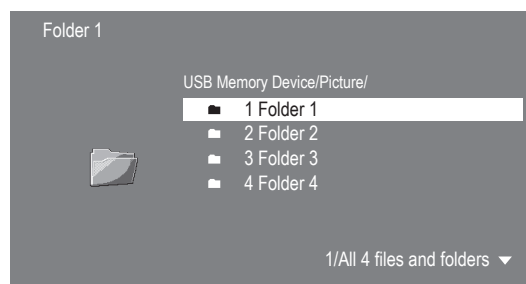 Folder 1
USB Memory Device/Picture/
1 Folder 1
2 Folder 2
3 Folder 3
4 Folder 4
1/All 4 files and folders